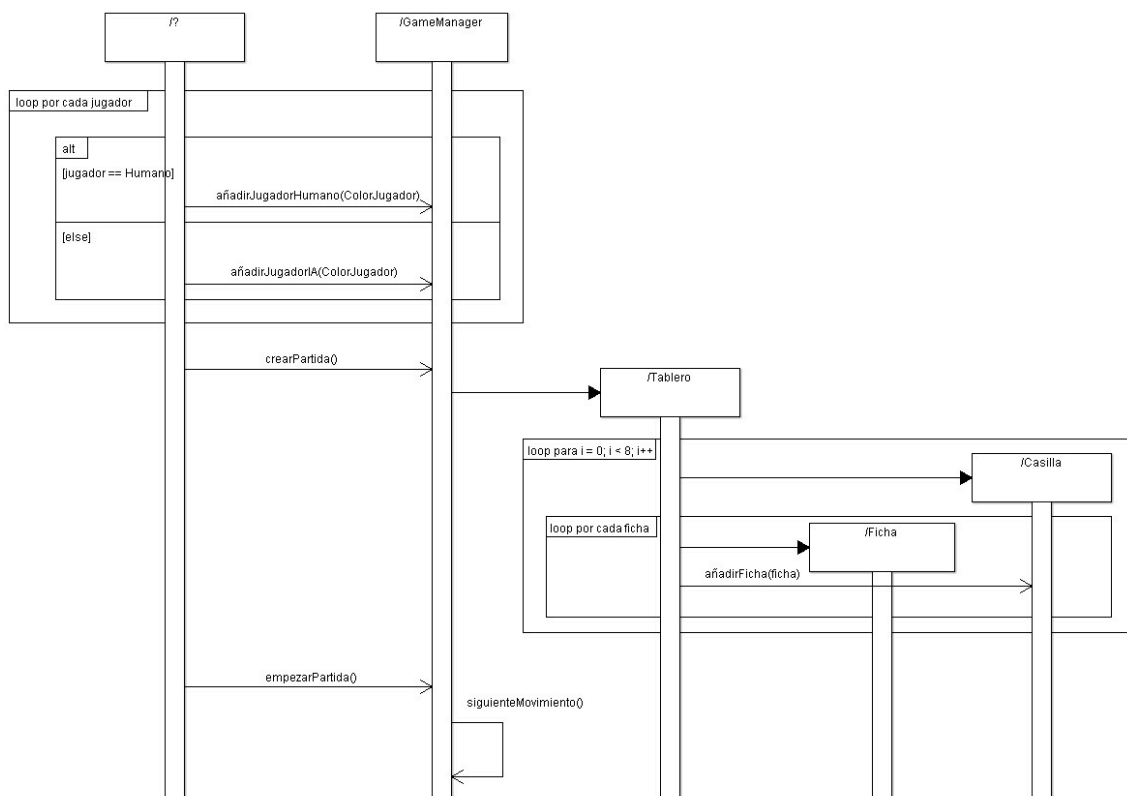 /?
/GameManager
loop por cada jugador
alt
[jugador == Humano]
añadirJugadorHumano(ColorJugador)
[else]
añadirJugadorIA(ColorJugador)
crearPartida()
/Tablero
loop para i = 0; i < 8; i++
/Casilla
loop por cada ficha
/Ficha
añadirFicha(ficha)
empezarPartida()
siguienteMovimiento()